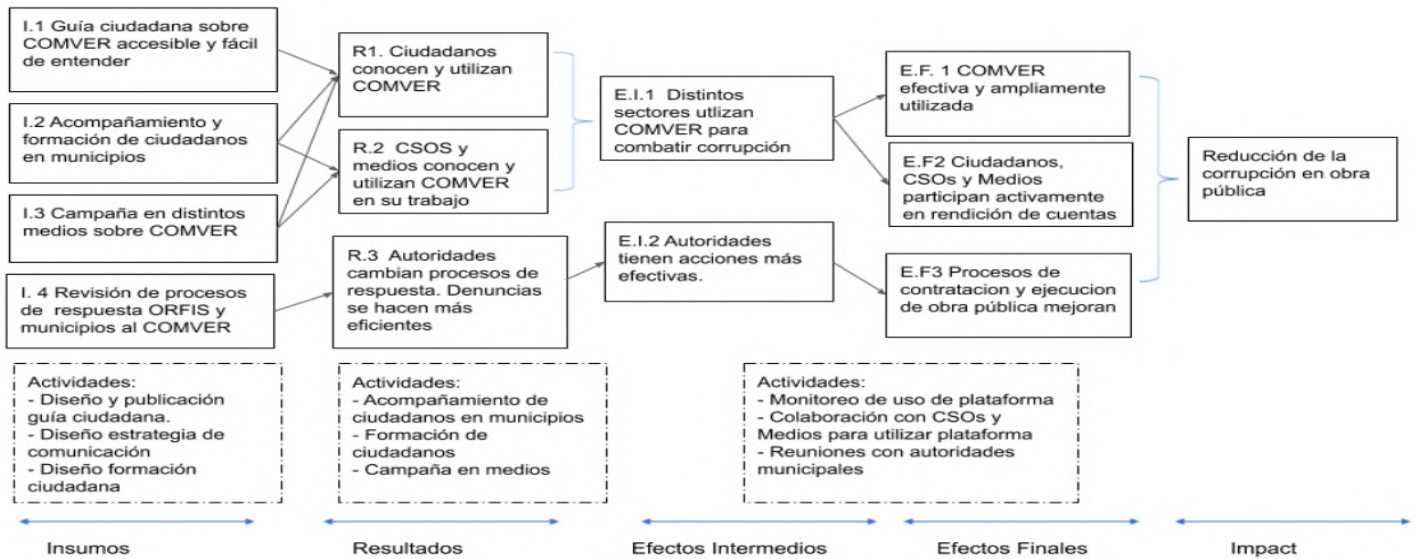 I.1 Guía ciudadana sobre
COMVER accesible y fácil
de entender
I.2 Acompañamiento y
formación de ciudadanos
en municipios
I.3 Campaña en distintos
medios sobre COMVER
I. 4 Revisión de procesos
de respuesta ORFIS y
municipios al COMVER
R1. Ciudadanos
conocen y utilizan
COMVER
R.2 CSOS y
medios conocen y
utilizan COMVER
en su trabajo
R.3 Autoridades
cambian procesos de
respuesta. Denuncias
se hacen más
eficientes
E.I.1 Distintos
sectores utlizan
COMVER para
combatir corrupción
E.I.2 Autoridades
tienen acciones más
efectivas.
E.F. 1 COMVER
efectiva y ampliamente
utilizada
E.F2 Ciudadanos,
CSOs y Medios
participan activamente
en rendición de cuentas
E.F3 Procesos de
contratacion y ejecucion
de obra pública mejoran
Reducción de la
corrupción en obra
pública
Actividades:
- Diseño y publicación
guía ciudadana.
- Diseño estrategia de
comunicación
- Diseño formación
ciudadana
Actividades:
- Acompañamiento de
ciudadanos en municipios
- Formación de
ciudadanos
- Campaña en medios
Actividades:
- Monitoreo de uso de plataforma
- Colaboración con CSOs y
Medios para utilizar plataforma
- Reuniones con autoridades
municipales
Insumos
Resultados
Efectos Intermedios
Efectos Finales
Impact